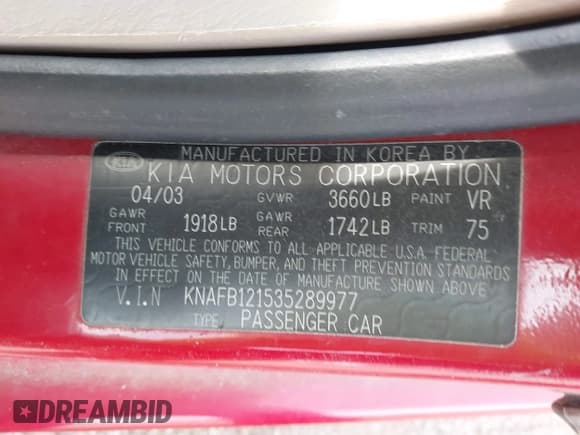 MANUFACTURED IN KOREA BY
KIA KIA MOTORS CORPORATION
04/03 GVWR 3660LB PAINT VR
GAWR FRONT 1918LB GAWR REAR 1742LB TRIM 75
THIS VEHICLE CONFORMS TO ALL APPLICABLE U.S.A. FEDERAL
MOTOR VEHICLE SAFETY, BUMPER, AND THEFT PREVENTION STANDARDS
IN EFFECT ON THE DATE OF MANUFACTURE SHOWN ABOVE.
V.I.N KNAFB121535289977
TYPE: PASSENGER CAR
DREAMBID